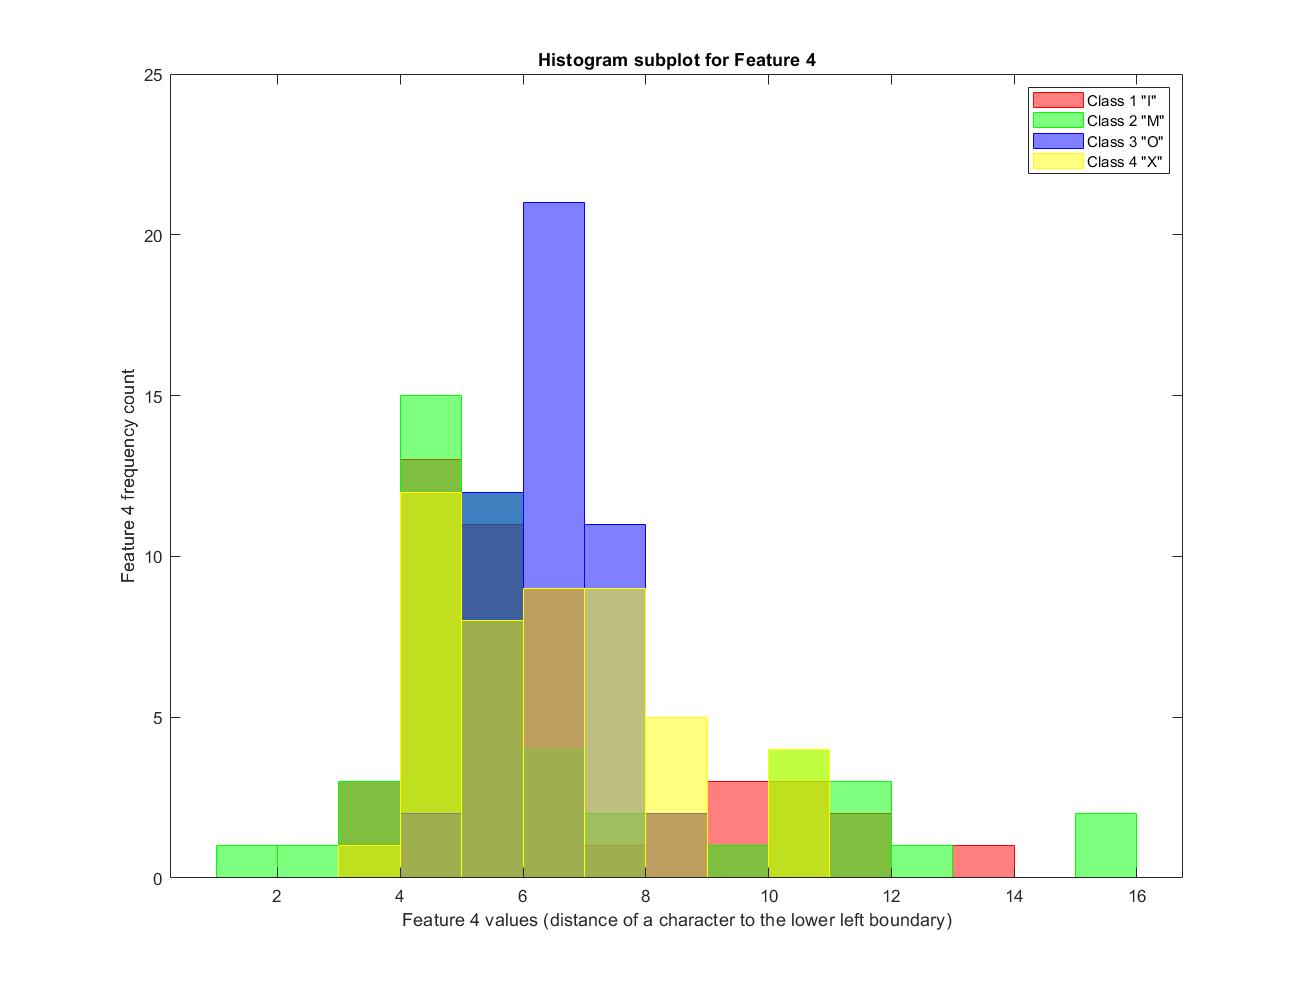 Histogram subplot for Feature 4
25
20
15
10
5
0
Feature 4 frequency count
Class 1 "I"
Class 2 "M"
Class 3 "O"
Class 4 "X"
2 4 6 8 10 12 14 16
Feature 4 values (distance of a character to the lower left boundary)